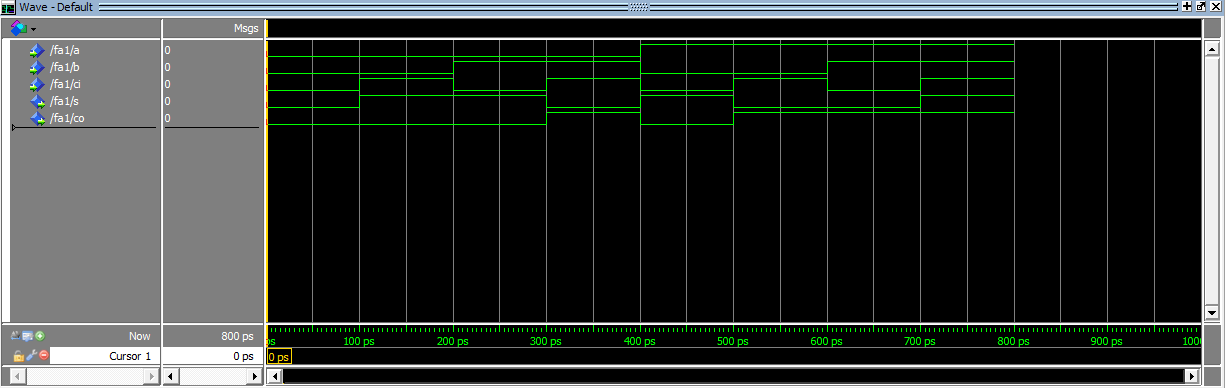 Wave - Default
Msgs
/fa1/a 0
/fa1/b 0
/fa1/ci 0
/fa1/s 0
/fa1/co 0
Now 800 ps
ps 100 ps 200 ps 300 ps 400 ps 500 ps 600 ps 700 ps 800 ps 900 ps 1000
Cursor 1 0 ps 0 ps